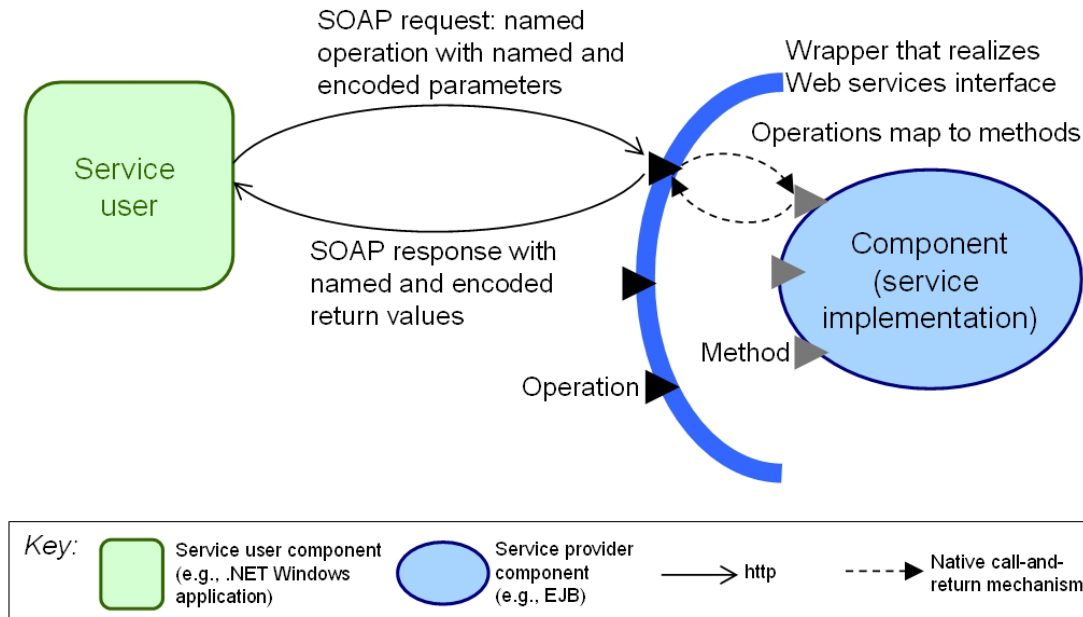 SOAP request: named
operation with named and
encoded parameters
Wrapper that realizes
Web services interface
Operations map to methods
Service
user
Component
(service
implementation)
SOAP response with
named and encoded
return values
Method
Operation
Key:
Service user component
(e.g., .NET Windows
application)
Service provider
component
(e.g., EJB)
http
Native call-and-
return mechanism